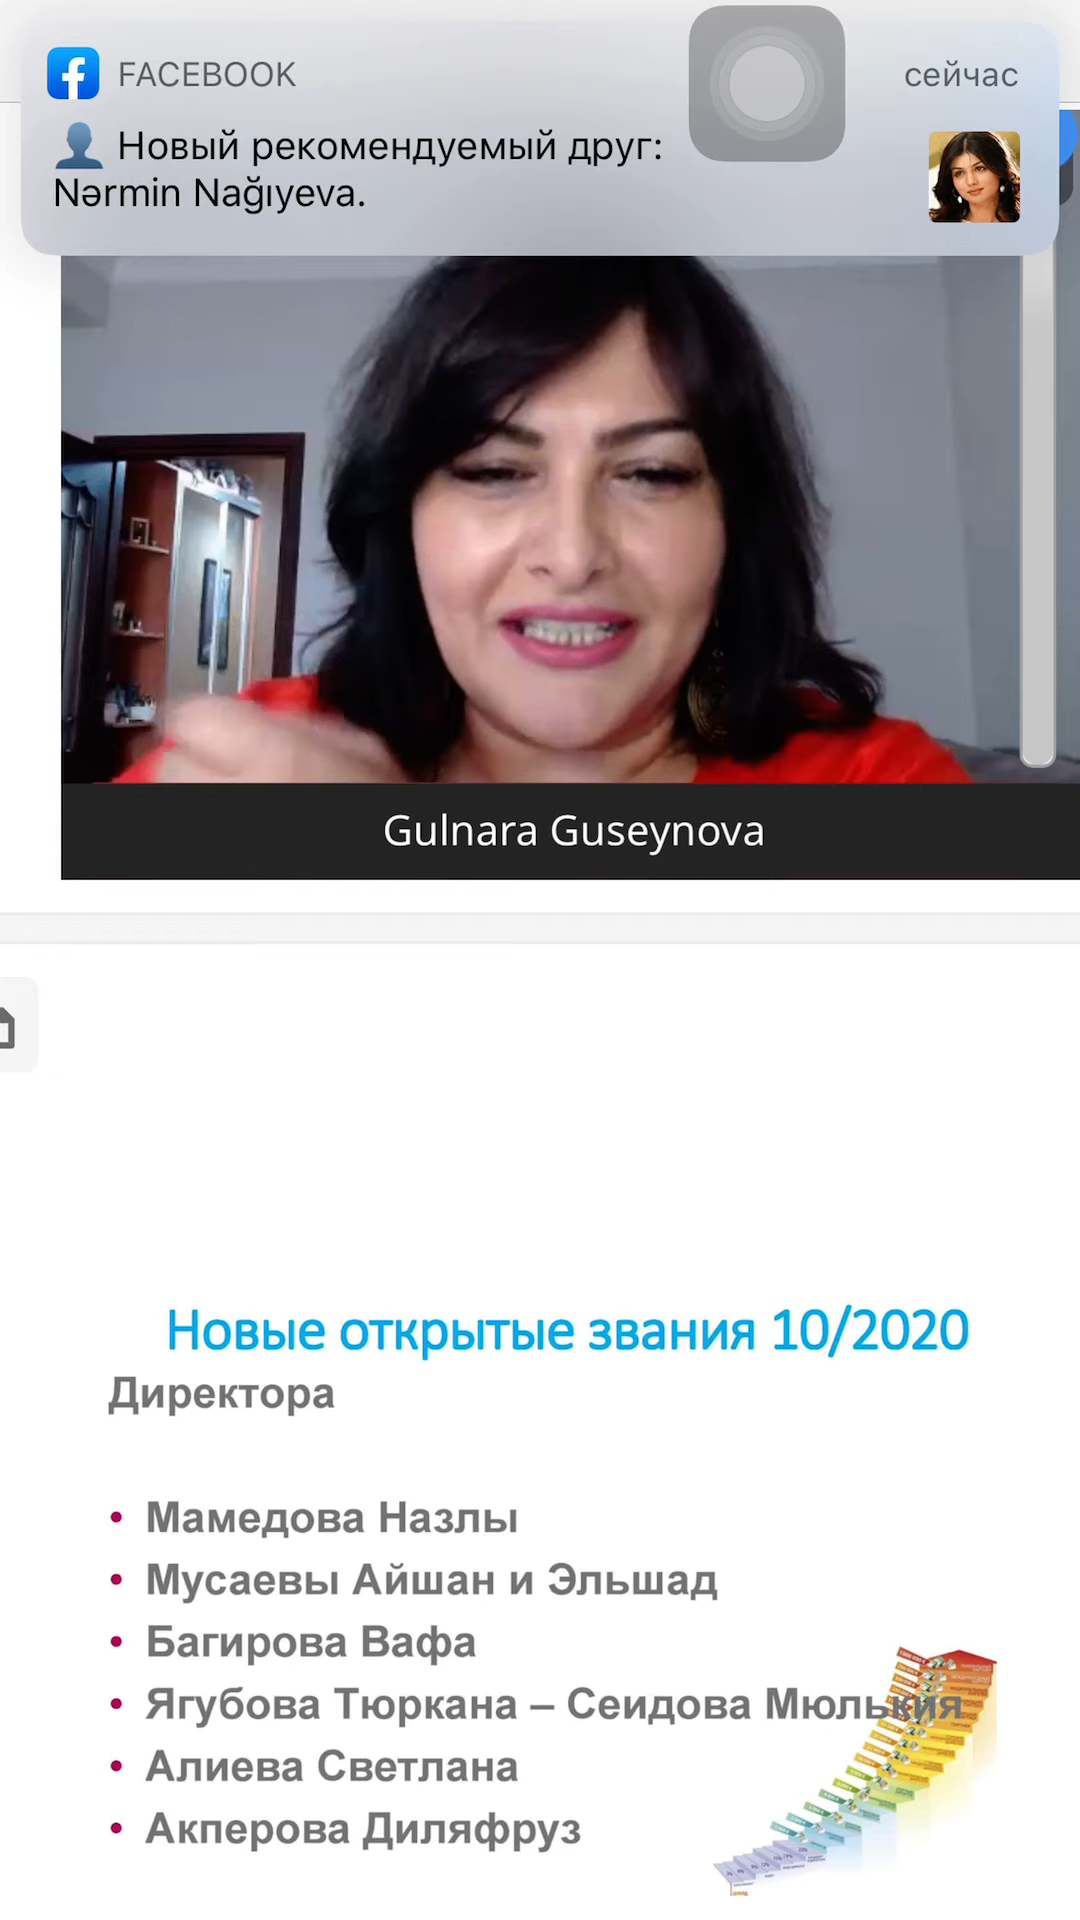 FACEBOOK
сейчас
Новый рекомендуемый друг:
Nərmin Nağıyeva.
Gulnara Guseynova
Новые открытые звания 10/2020
Директора
• Мамедова Назлы
• Мусаевы Айшан и Эльшад
• Багирова Вафа
• Ягубова Тюркана – Сеидова Мюлькия
• Алиева Светлана
• Акперова Диляфруз